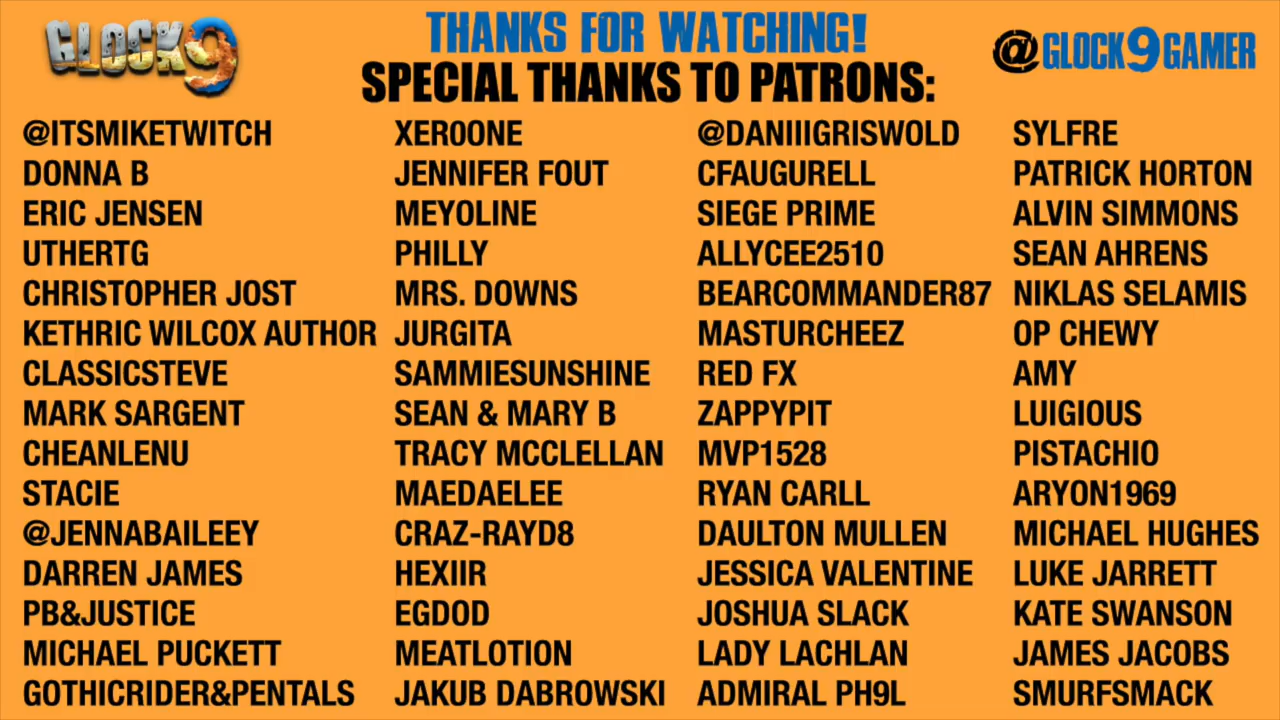 GLOCK9
THANKS FOR WATCHING!
@GLOCK9GAMER
SPECIAL THANKS TO PATRONS:
@ITSMIKETWITCH
DONNA B
ERIC JENSEN
UTHERTG
CHRISTOPHER JOST
KETHRIC WILCOX AUTHOR
CLASSICSTEVE
MARK SARGENT
CHEANLENU
STACIE
@JENNABAILEEY
DARREN JAMES
PB&JUSTICE
MICHAEL PUCKETT
GOTHICRIDER&PENTALS
XER0ONE
JENNIFER FOUT
MEYOLINE
PHILLY
MRS. DOWNS
JURGITA
SAMMIESUNSHINE
SEAN & MARY B
TRACY MCCLELLAN
MAEDAELEE
CRAZ-RAYD8
HEXIIR
EGDOD
MEATLOTION
JAKUB DABROWSKI
@DANIIIGRISWOLD
CFAUGURELL
SIEGE PRIME
ALLYCEE2510
BEARCOMMANDER87
MASTURCHEEZ
RED FX
ZAPPYPIT
MVP1528
RYAN CARLL
DAULTON MULLEN
JESSICA VALENTINE
JOSHUA SLACK
LADY LACHLAN
ADMIRAL PH9L
SYLFRE
PATRICK HORTON
ALVIN SIMMONS
SEAN AHRENS
NIKLAS SELAMIS
OP CHEWY
AMY
LUIGIOUS
PISTACHIO
ARYON1969
MICHAEL HUGHES
LUKE JARRETT
KATE SWANSON
JAMES JACOBS
SMURFSMACK